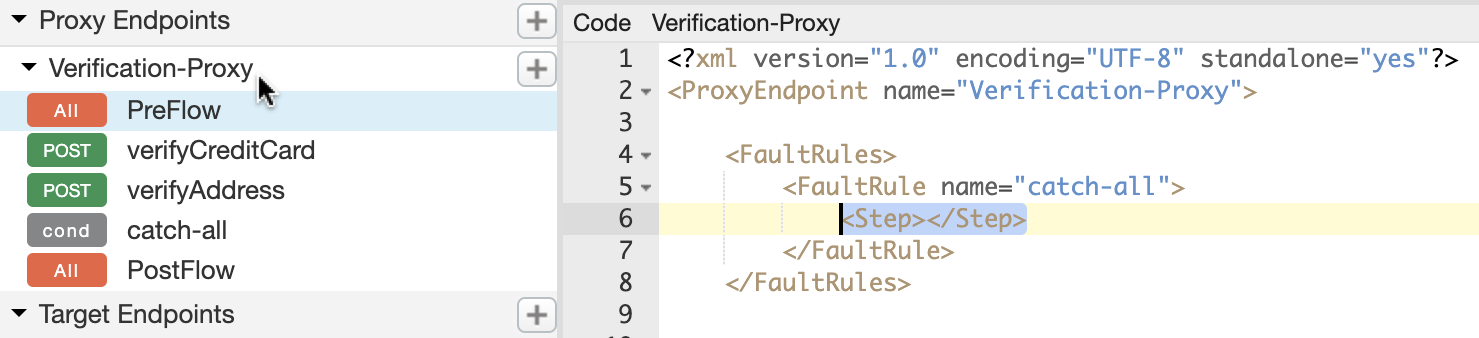 Proxy Endpoints
Verification-Proxy
All PreFlow
POST verifyCreditCard
POST verifyAddress
cond catch-all
All PostFlow
Target Endpoints
Code Verification-Proxy
1 <?xml version="1.0" encoding="UTF-8" standalone="yes"?>
2 <ProxyEndpoint name="Verification-Proxy">
3
4 <FaultRules>
5 <FaultRule name="catch-all">
6 <Step></Step>
7 </FaultRule>
8 </FaultRules>
9